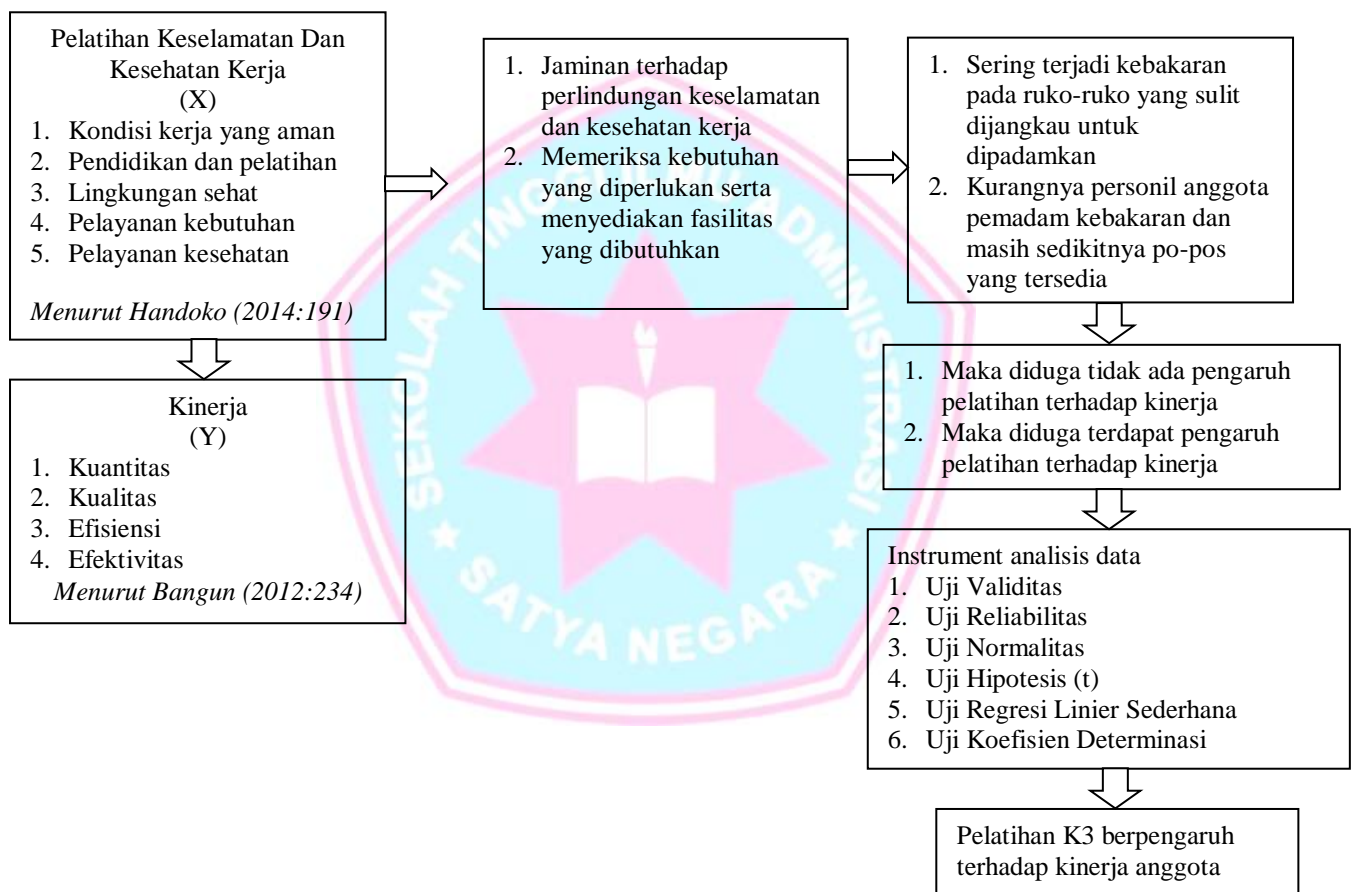 Pelatihan Keselamatan Dan
Kesehatan Kerja
(X)
1. Kondisi kerja yang aman
2. Pendidikan dan pelatihan
3. Lingkungan sehat
4. Pelayanan kebutuhan
5. Pelayanan kesehatan
Menurut Handoko (2014:191)
1. Jaminan terhadap
perlindungan keselamatan
dan kesehatan kerja
2. Memeriksa kebutuhan
yang diperlukan serta
menyediakan fasilitas
yang dibutuhkan
1. Sering terjadi kebakaran
pada ruko-ruko yang sulit
dijangkau untuk
dipadamkan
2. Kurangnya personil anggota
pemadam kebakaran dan
masih sedikitnya po-pos
yang tersedia
Kinerja
(Y)
1. Kuantitas
2. Kualitas
3. Efisiensi
4. Efektivitas
Menurut Bangun (2012:234)
1. Maka diduga tidak ada pengaruh
pelatihan terhadap kinerja
2. Maka diduga terdapat pengaruh
pelatihan terhadap kinerja
Instrument analisis data
1. Uji Validitas
2. Uji Reliabilitas
3. Uji Normalitas
4. Uji Hipotesis (t)
5. Uji Regresi Linier Sederhana
6. Uji Koefisien Determinasi
Pelatihan K3 berpengaruh
terhadap kinerja anggota
SEKOLAH TINGGI ILMU ADMINISTRASI
SATYA NEGARA